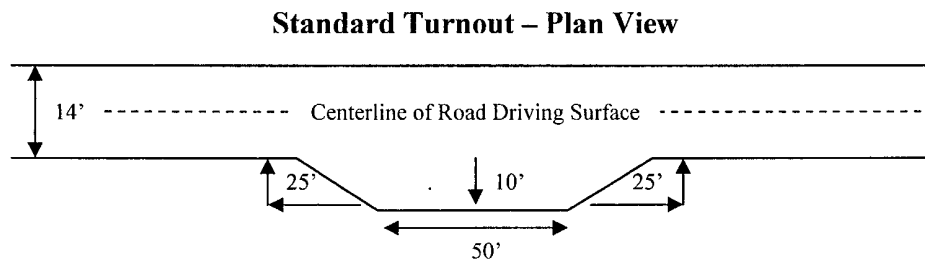 Standard Turnout – Plan View
14’
Centerline of Road Driving Surface
25’
10’
25’
50’